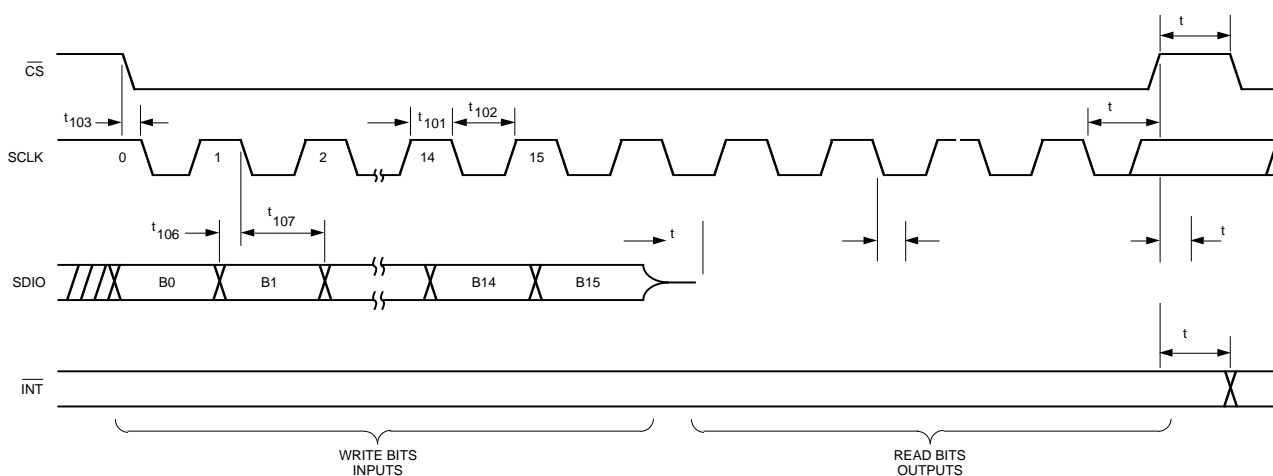 t
CS
t103
t101
t102
t
SCLK
0
1
2
14
15
t106
t107
t
t
SDIO
B0
B1
B14
B15
t
INT
WRITE BITS
INPUTS
READ BITS
OUTPUTS